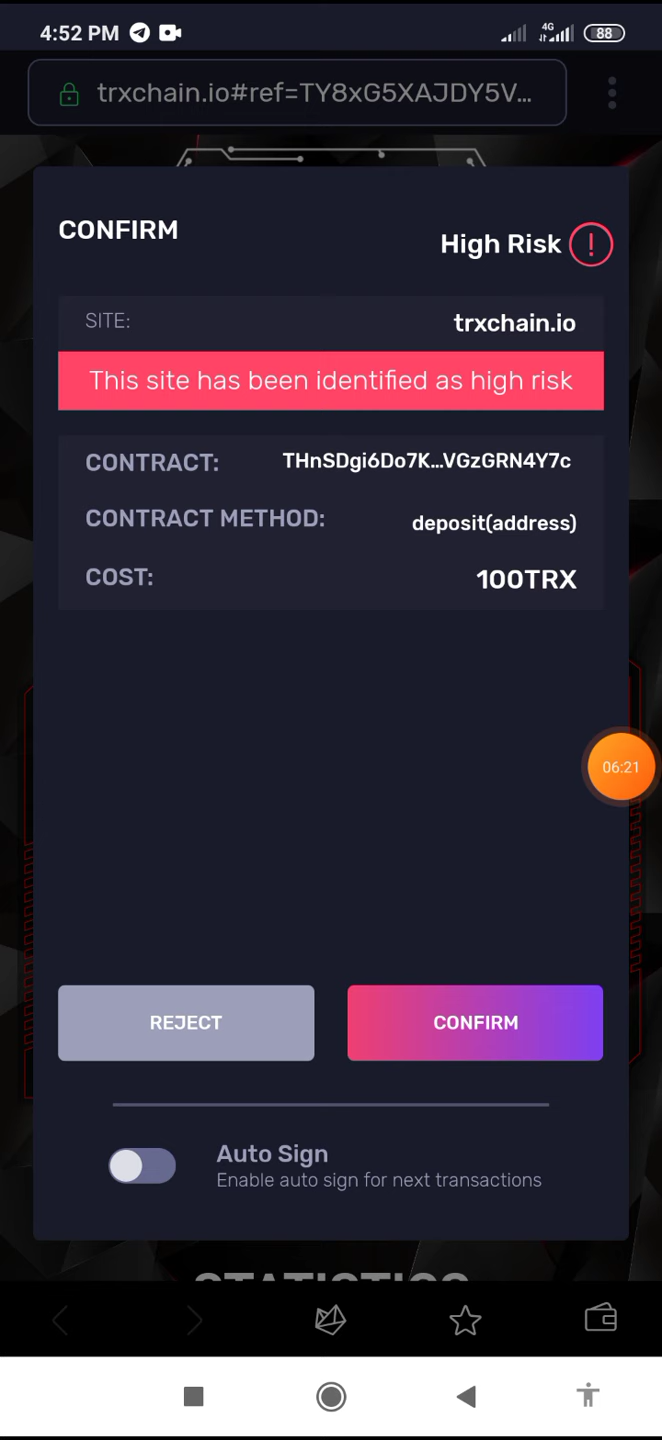 4:52 PM 4G 88
trxchain.io#ref=TY8xG5XAJDY5V...
CONFIRM
High Risk !
SITE: trxchain.io
This site has been identified as high risk
CONTRACT: THnSDgi6Do7K...VGzGRN4Y7c
CONTRACT METHOD: deposit(address)
COST: 100TRX
06:21
REJECT CONFIRM
Auto Sign
Enable auto sign for next transactions
STATISTICS